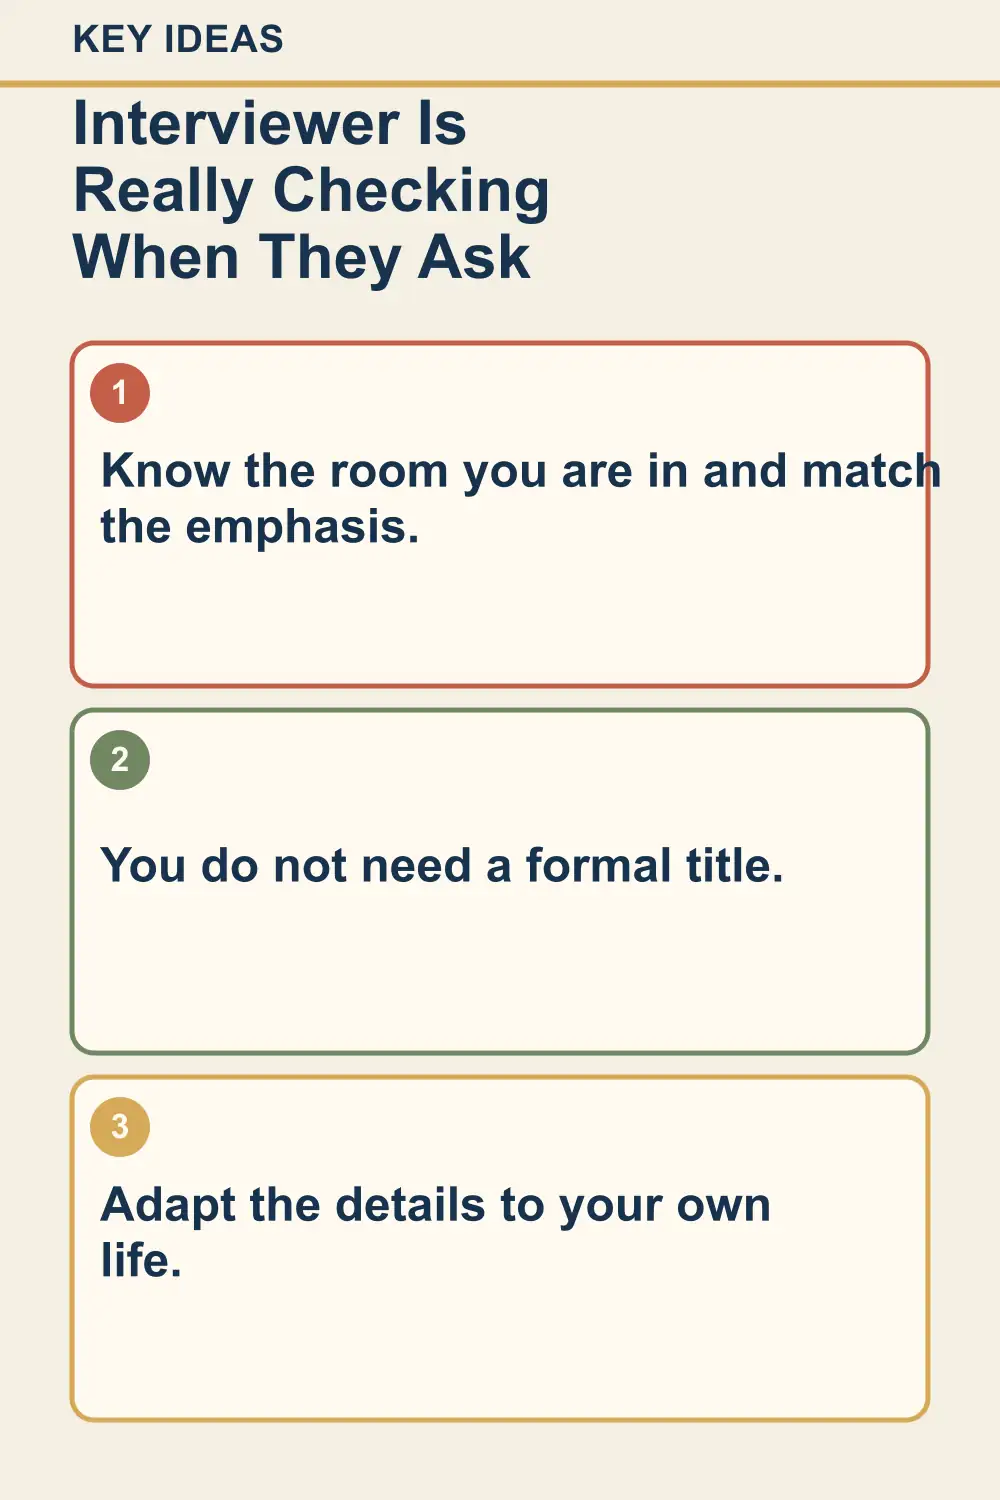 KEY IDEAS
Interviewer Is
Really Checking
When They Ask
1
Know the room you are in and match
the emphasis.
2
You do not need a formal title.
3
Adapt the details to your own
life.